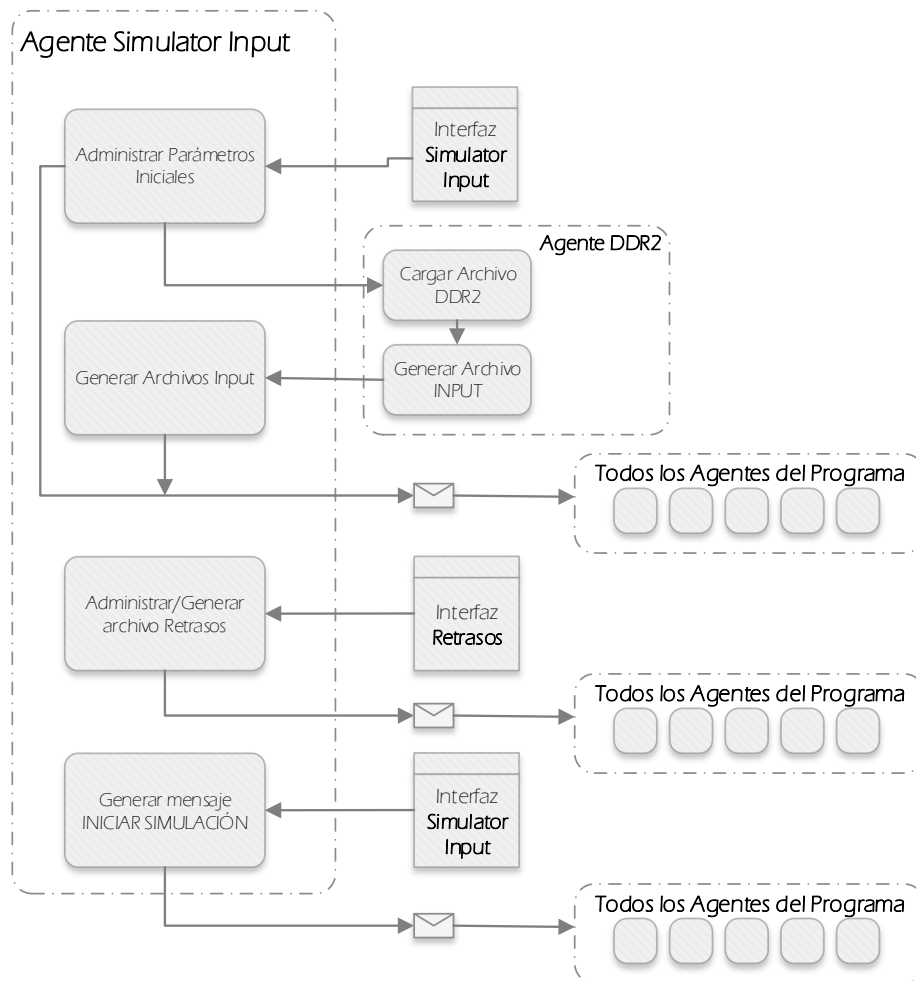 Agente Simulator Input
Administrar Parámetros
Iniciales
Interfaz
Simulator
Input
Agente DDR2
Cargar Archivo
DDR2
Generar Archivos Input
Generar Archivo
INPUT
Todos los Agentes del Programa
Administrar/Generar
archivo Retrasos
Interfaz
Retrasos
Todos los Agentes del Programa
Generar mensaje
INICIAR SIMULACIÓN
Interfaz
Simulator
Input
Todos los Agentes del Programa